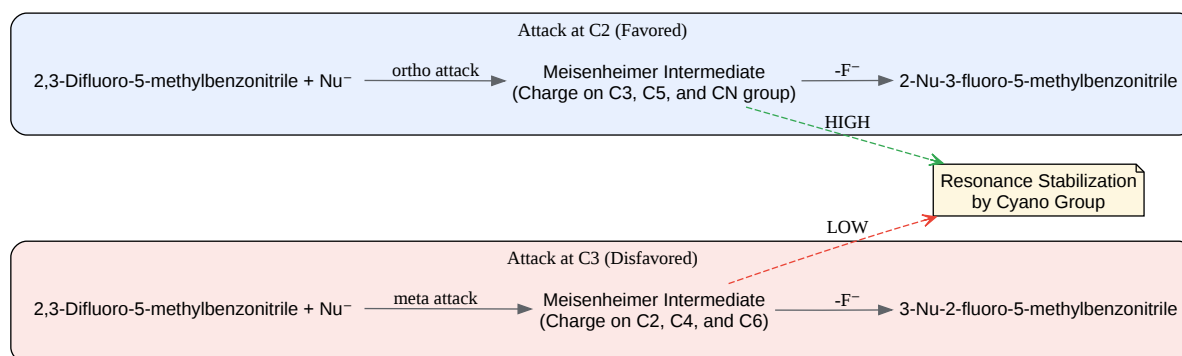 Attack at C2 (Favored)
2,3-Difluoro-5-methylbenzonitrile + Nu⁻
ortho attack
Meisenheimer Intermediate
(Charge on C3, C5, and CN group)
-F⁻
2-Nu-3-fluoro-5-methylbenzonitrile
HIGH
Resonance Stabilization
by Cyano Group
LOW
Attack at C3 (Disfavored)
2,3-Difluoro-5-methylbenzonitrile + Nu⁻
meta attack
Meisenheimer Intermediate
(Charge on C2, C4, and C6)
-F⁻
3-Nu-2-fluoro-5-methylbenzonitrile